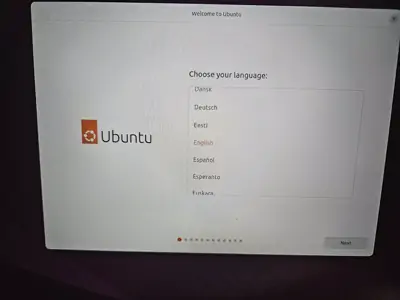 Welcome to Ubuntu
Choose your language:
Dansk
Deutsch
Eesti
English
Español
Esperanto
Euskara
Ubuntu
Next